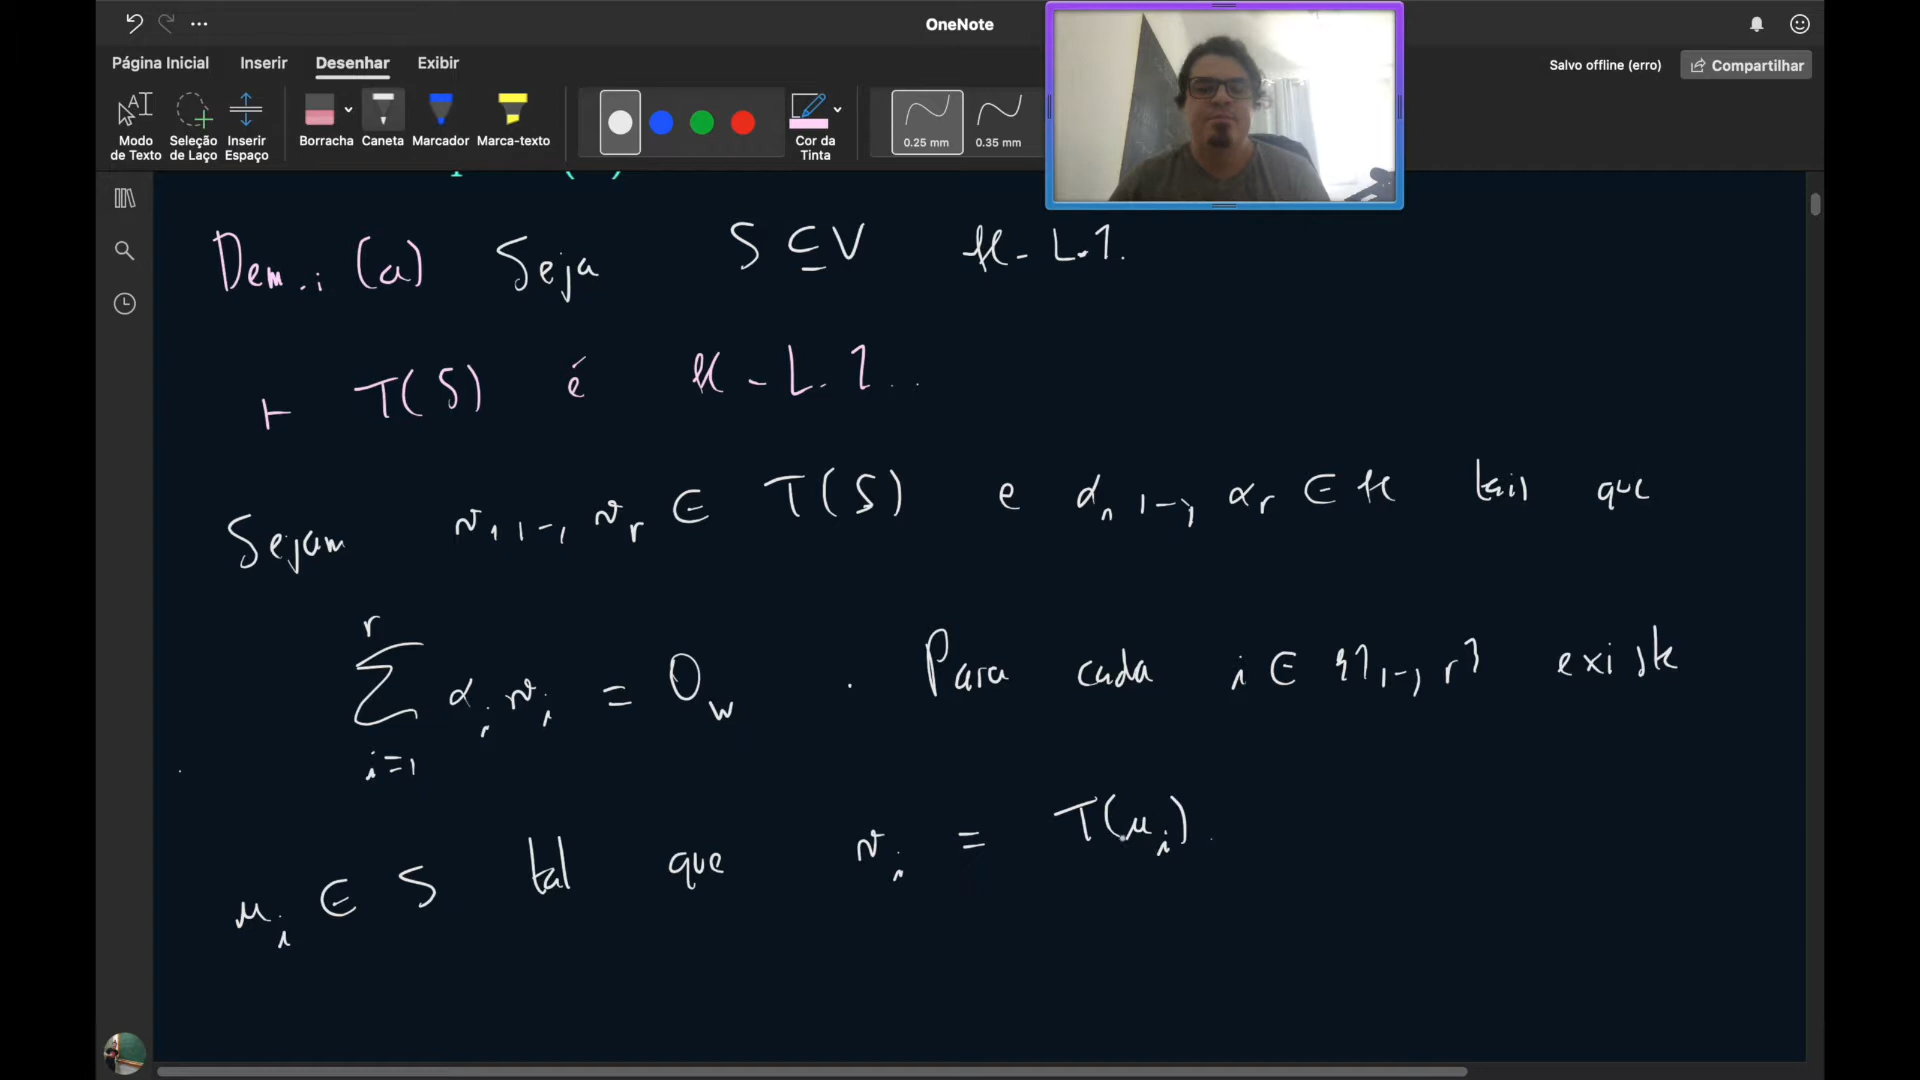 OneNote
Salvo offline (erro)
Compartilhar
Página Inicial Inserir Desenhar Exibir
Modo de Texto
Seleção de Laço
Inserir Espaço
Borracha
Caneta
Marcador
Marca-texto
Cor da Tinta
0.25 mm
0.35 mm
Dem.: (a) Seja S ⊆ V K-L.I.
⊢ T(S) é K-L.I..
Sejam v₁,..., vᵣ ∈ T(S) e α₁,..., αᵣ ∈ K tais que
∑ᵢ₌₁ʳ αᵢ vᵢ = 0_W . Para cada i ∈ {1,..., r} existe
uᵢ ∈ S tal que vᵢ = T(uᵢ).